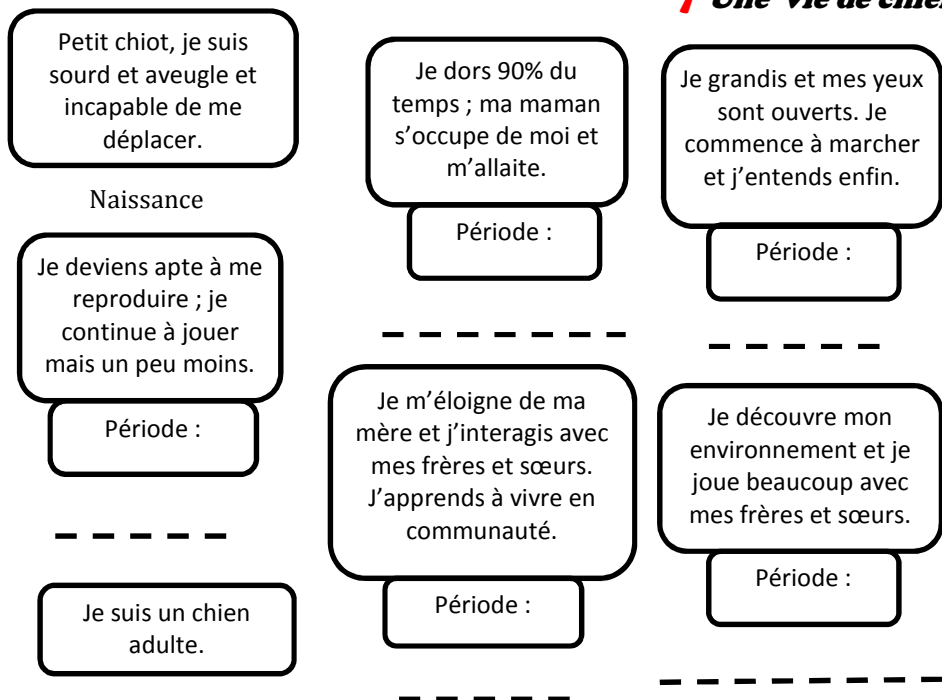 Une vie de chien
Petit chiot, je suis
sourd et aveugle et
incapable de me
déplacer.
Naissance
Je dors 90% du
temps ; ma maman
s’occupe de moi et
m’allaite.
Période :
Je grandis et mes yeux
sont ouverts. Je
commence à marcher
et j’entends enfin.
Période :
Je deviens apte à me
reproduire ; je
continue à jouer
mais un peu moins.
Période :
Je m’éloigne de ma
mère et j’interagis avec
mes frères et sœurs.
J’apprends à vivre en
communauté.
Période :
Je découvre mon
environnement et je
joue beaucoup avec
mes frères et sœurs.
Période :
Je suis un chien
adulte.